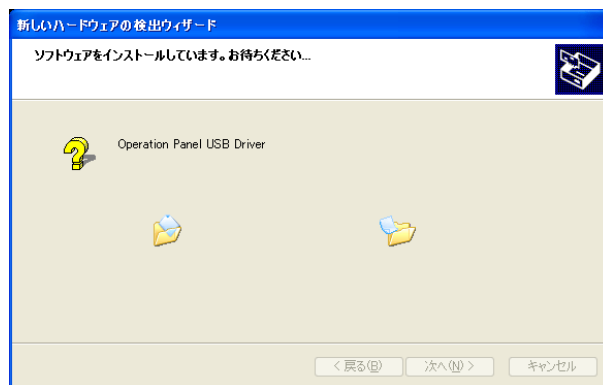 新しいハードウェアの検出ウィザード
ソフトウェアをインストールしています。お待ちください...
Operation Panel USB Driver
< 戻る(B) 次へ(N) > キャンセル